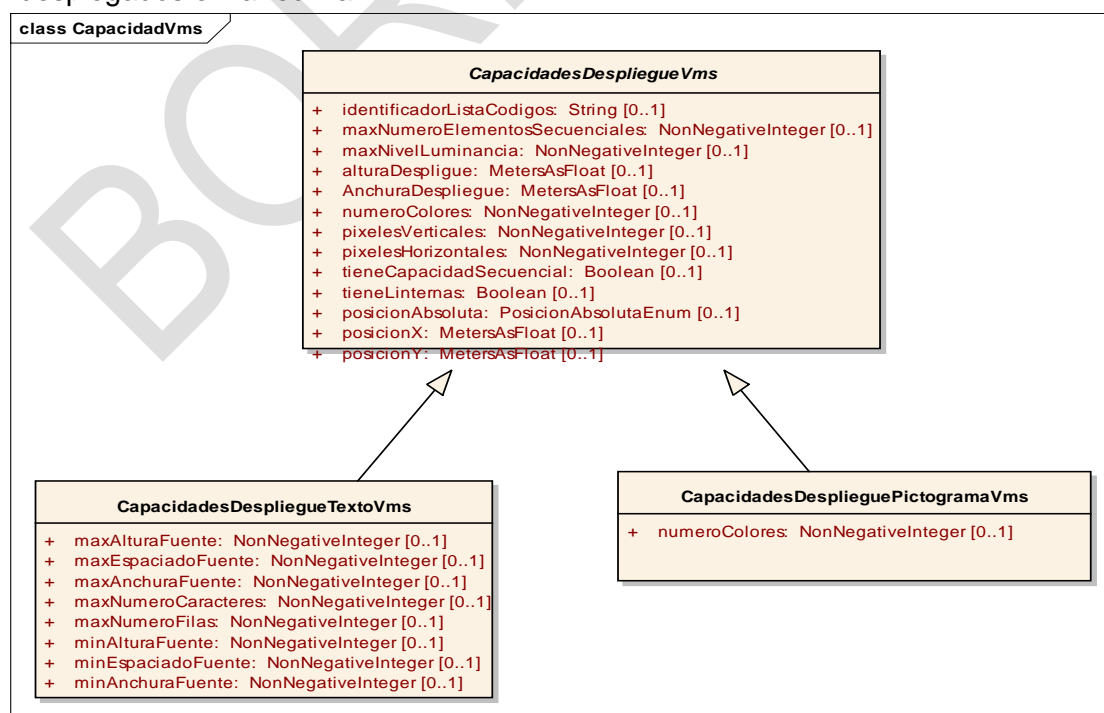 class CapacidadVms
CapacidadesDespliegueVms
+ identificadorListaCodigos: String [0..1]
+ maxNumeroElementosSecuenciales: NonNegativeInteger [0..1]
+ maxNivelLuminancia: NonNegativeInteger [0..1]
+ alturaDespligue: MetersAsFloat [0..1]
+ AnchuraDespliegue: MetersAsFloat [0..1]
+ numeroColores: NonNegativeInteger [0..1]
+ pixelesVerticales: NonNegativeInteger [0..1]
+ pixelesHorizontales: NonNegativeInteger [0..1]
+ tieneCapacidadSecuencial: Boolean [0..1]
+ tieneLinternas: Boolean [0..1]
+ posicionAbsoluta: PosicionAbsolutaEnum [0..1]
+ posicionX: MetersAsFloat [0..1]
+ posicionY: MetersAsFloat [0..1]
CapacidadesDespliegueTextoVms
+ maxAlturaFuente: NonNegativeInteger [0..1]
+ maxEspaciadoFuente: NonNegativeInteger [0..1]
+ maxAnchuraFuente: NonNegativeInteger [0..1]
+ maxNumeroCaracteres: NonNegativeInteger [0..1]
+ maxNumeroFilas: NonNegativeInteger [0..1]
+ minAlturaFuente: NonNegativeInteger [0..1]
+ minEspaciadoFuente: NonNegativeInteger [0..1]
+ minAnchuraFuente: NonNegativeInteger [0..1]
CapacidadesDesplieguePictogramaVms
+ numeroColores: NonNegativeInteger [0..1]